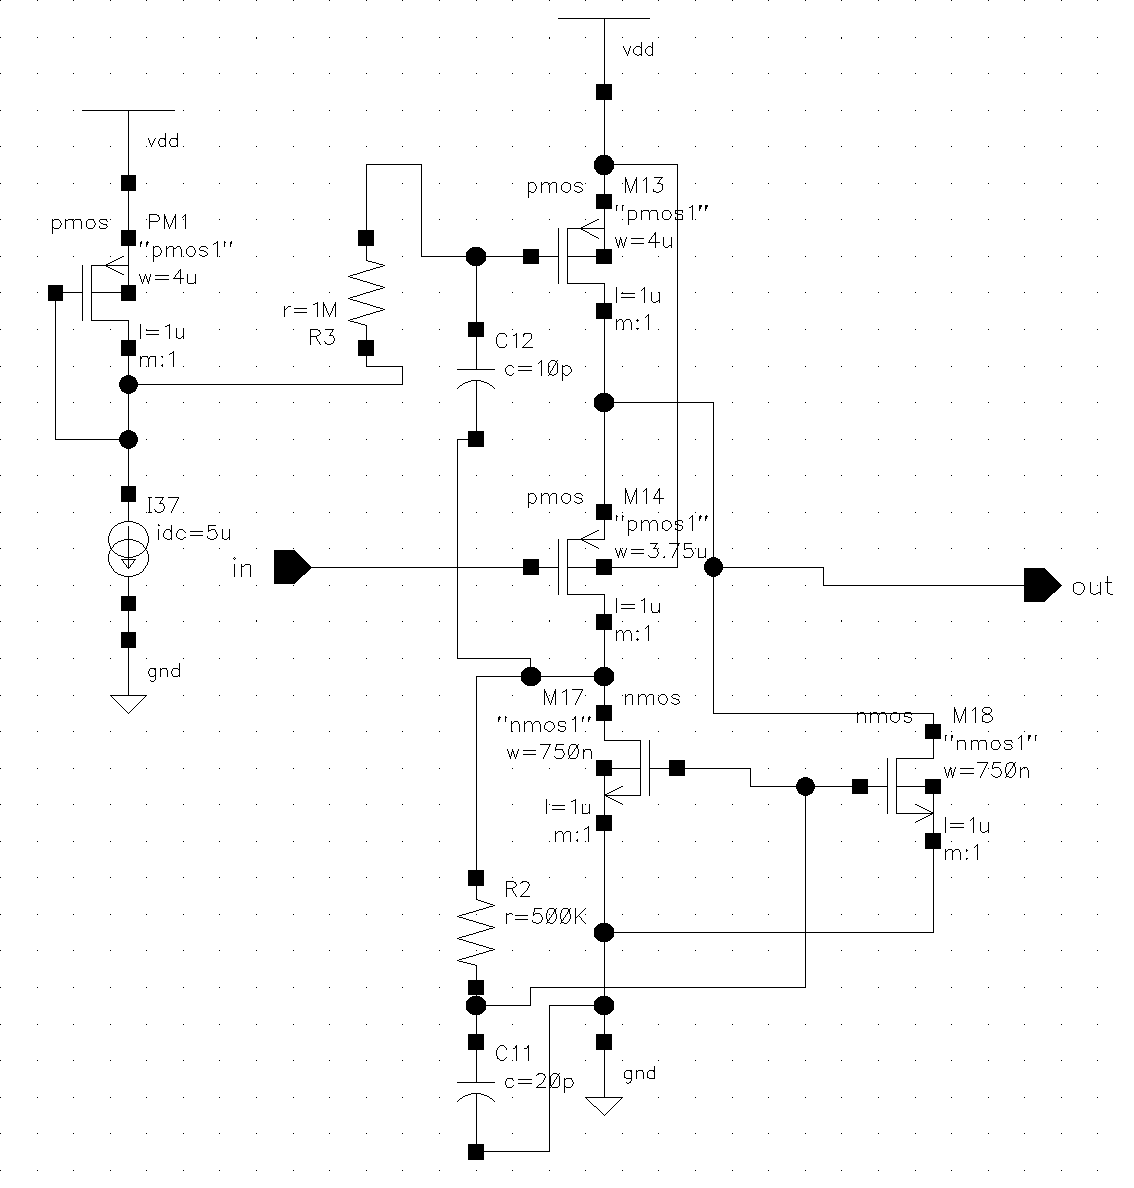 vdd
vdd
pmos M13
"pmos1"
w=4u
l=1u
m:1
pmos PM1
"pmos1"
w=4u
l=1u
m:1
r=1M
R3
C12
c=10p
pmos M14
"pmos1"
w=3.75u
l=1u
m:1
I37
idc=5u
in
out
gnd
M17 nmos
"nmos1"
w=750n
l=1u
m:1
nmos M18
"nmos1"
w=750n
l=1u
m:1
R2
r=500K
C11
c=20p
gnd